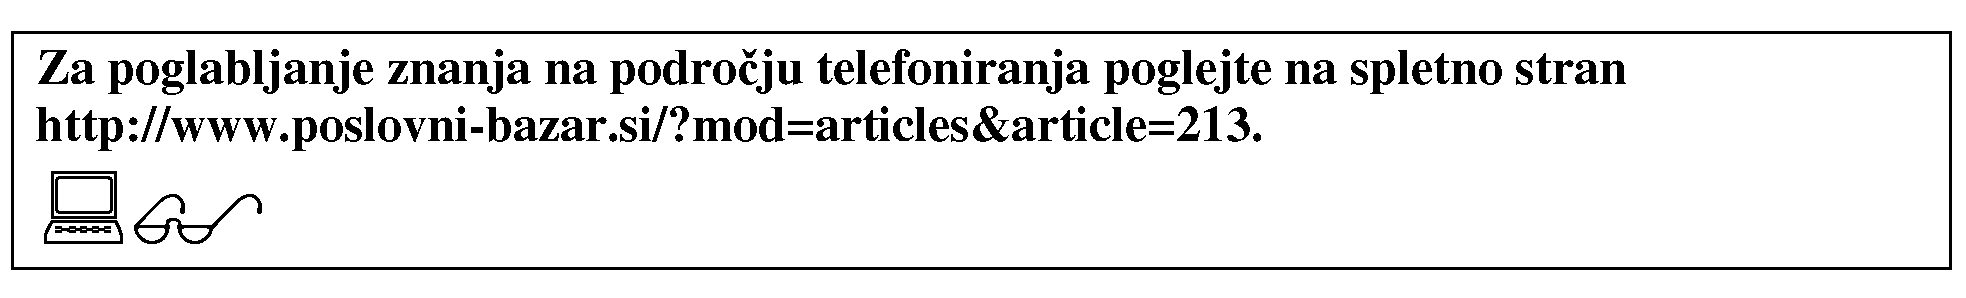 Za poglabljanje znanja na področju telefoniranja poglejte na spletno stran
http://www.poslovni-bazar.si/?mod=articles&article=213.